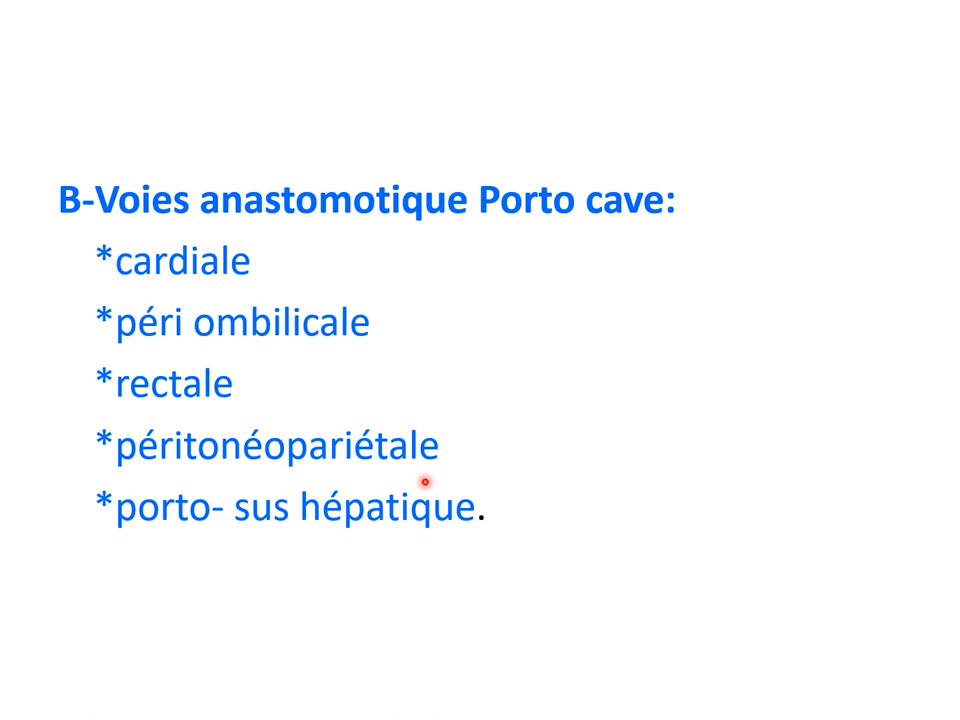 B-Voies anastomotique Porto cave:
*cardiale
*péri ombilicale
*rectale
*péritonéopariétale
*porto- sus hépatique.